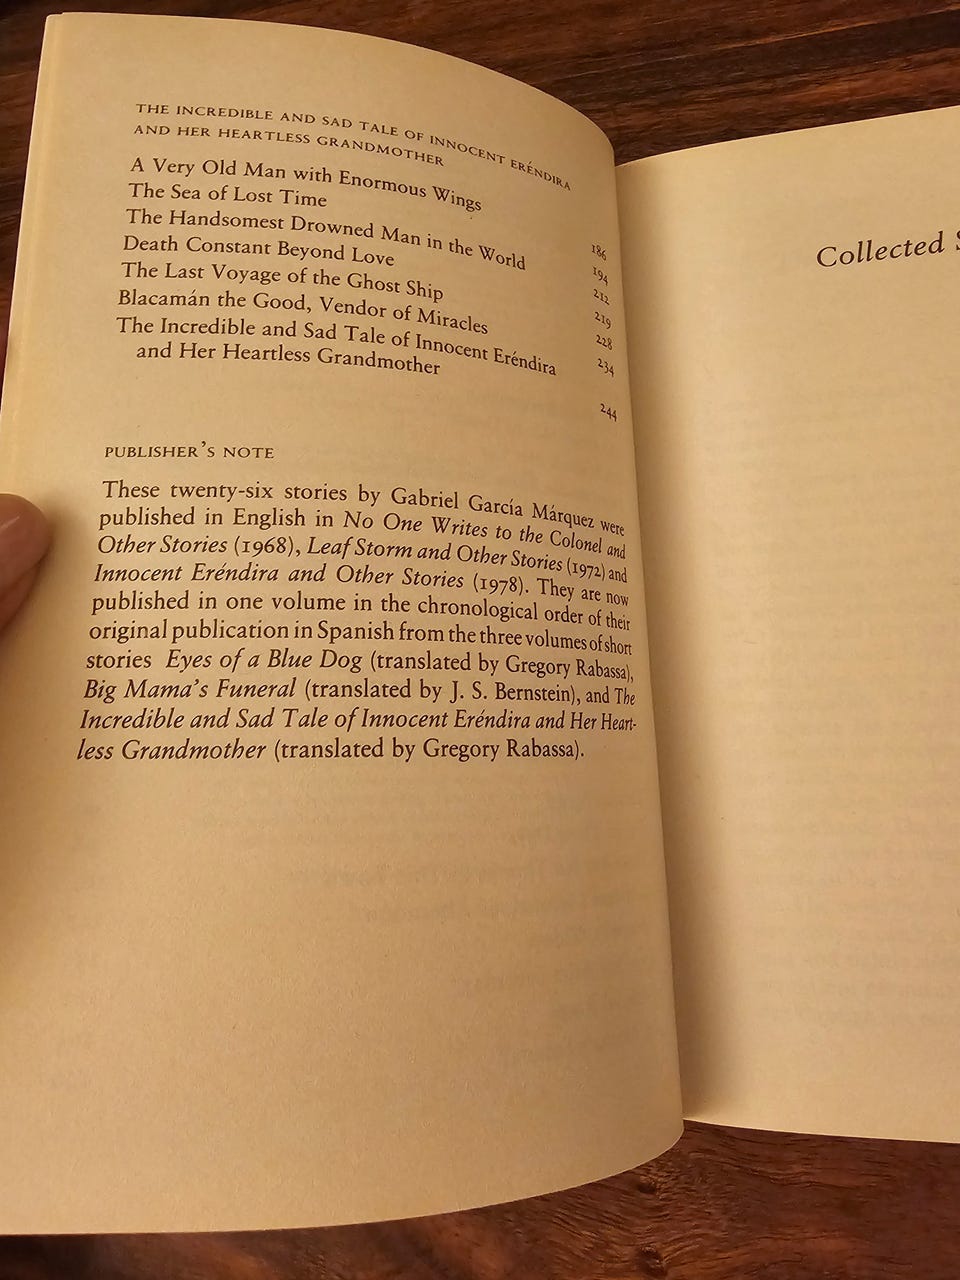 THE INCREDIBLE AND SAD TALE OF INNOCENT ERÉNDIRA
AND HER HEARTLESS GRANDMOTHER
A Very Old Man with Enormous Wings 186
The Sea of Lost Time 194
The Handsomest Drowned Man in the World 212
Death Constant Beyond Love 219
The Last Voyage of the Ghost Ship 228
Blacamán the Good, Vendor of Miracles 234
The Incredible and Sad Tale of Innocent Eréndira
and Her Heartless Grandmother 244
PUBLISHER'S NOTE
These twenty-six stories by Gabriel García Márquez were
published in English in No One Writes to the Colonel and
Other Stories (1968), Leaf Storm and Other Stories (1972) and
Innocent Eréndira and Other Stories (1978). They are now
published in one volume in the chronological order of their
original publication in Spanish from the three volumes of short
stories Eyes of a Blue Dog (translated by Gregory Rabassa),
Big Mama's Funeral (translated by J. S. Bernstein), and The
Incredible and Sad Tale of Innocent Eréndira and Her Heart-
less Grandmother (translated by Gregory Rabassa).
Collected S